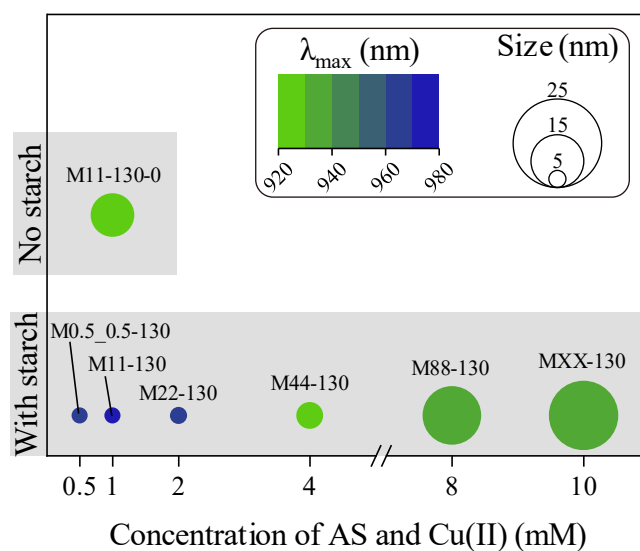 λmax (nm)
Size (nm)
25
15
5
920
940
960
980
No starch
M11-130-0
With starch
M0.5_0.5-130
M11-130
M22-130
M44-130
M88-130
MXX-130
0.5 1 2 4 8 10
Concentration of AS and Cu(II) (mM)